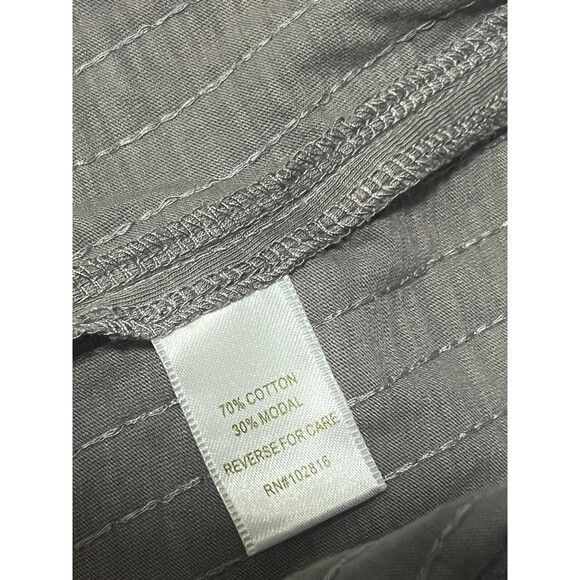 70% COTTON
30% MODAL
REVERSE FOR CARE
RN#102816